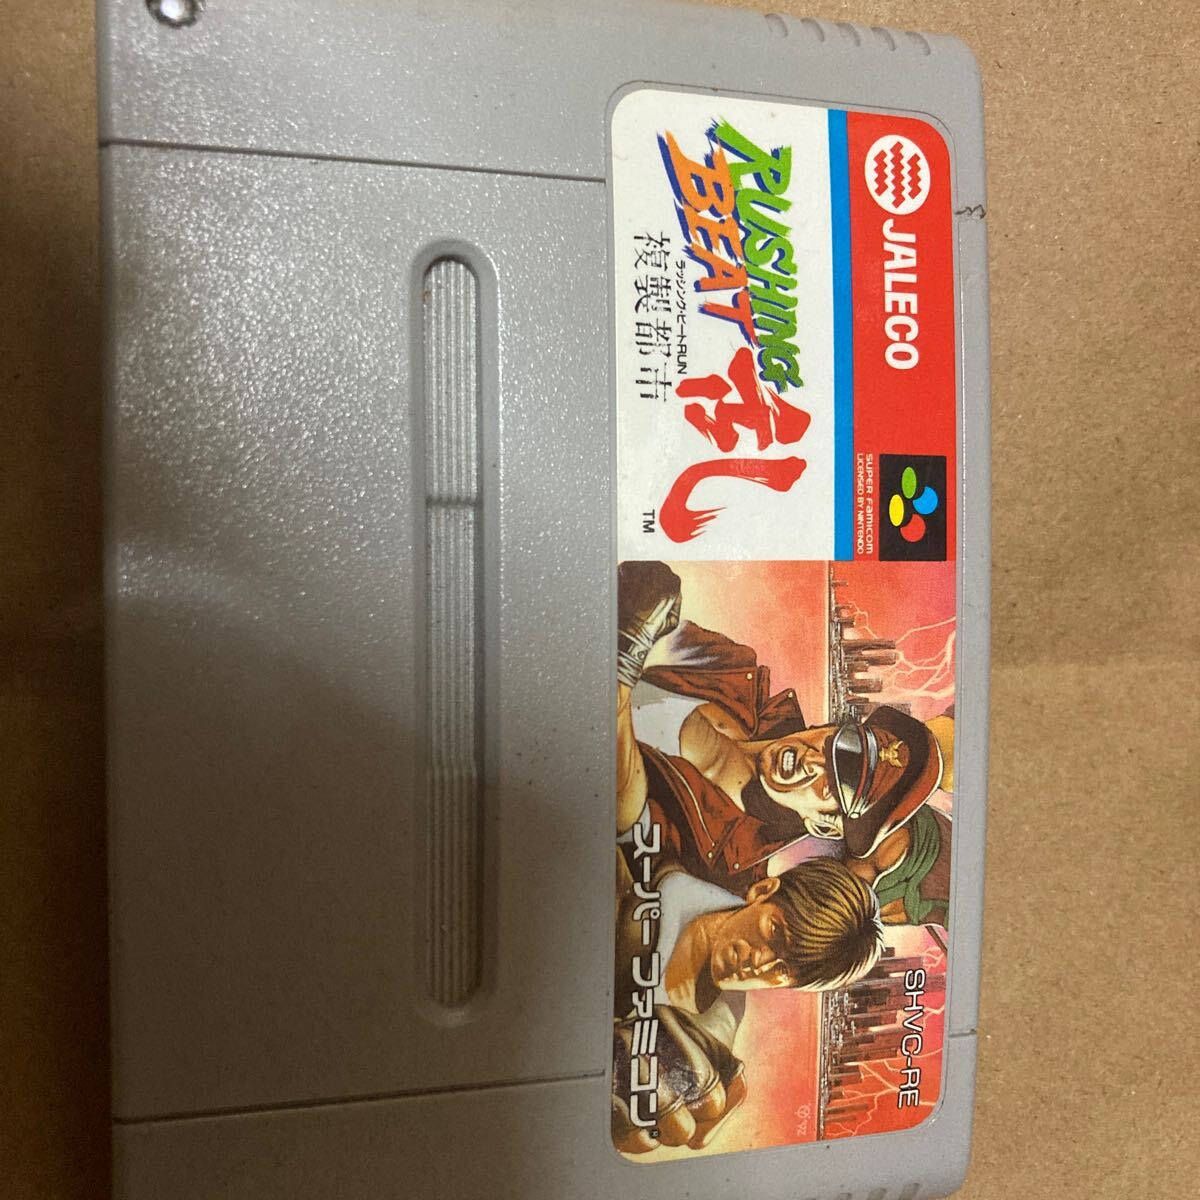 JALECO
SUPER Famicom
LICENSED BY NINTENDO
RUSHING
BEAT 乱
ラッシング・ビートRUN
複製都市
TM
SHVC-RE
スーパーファミコン®
'92